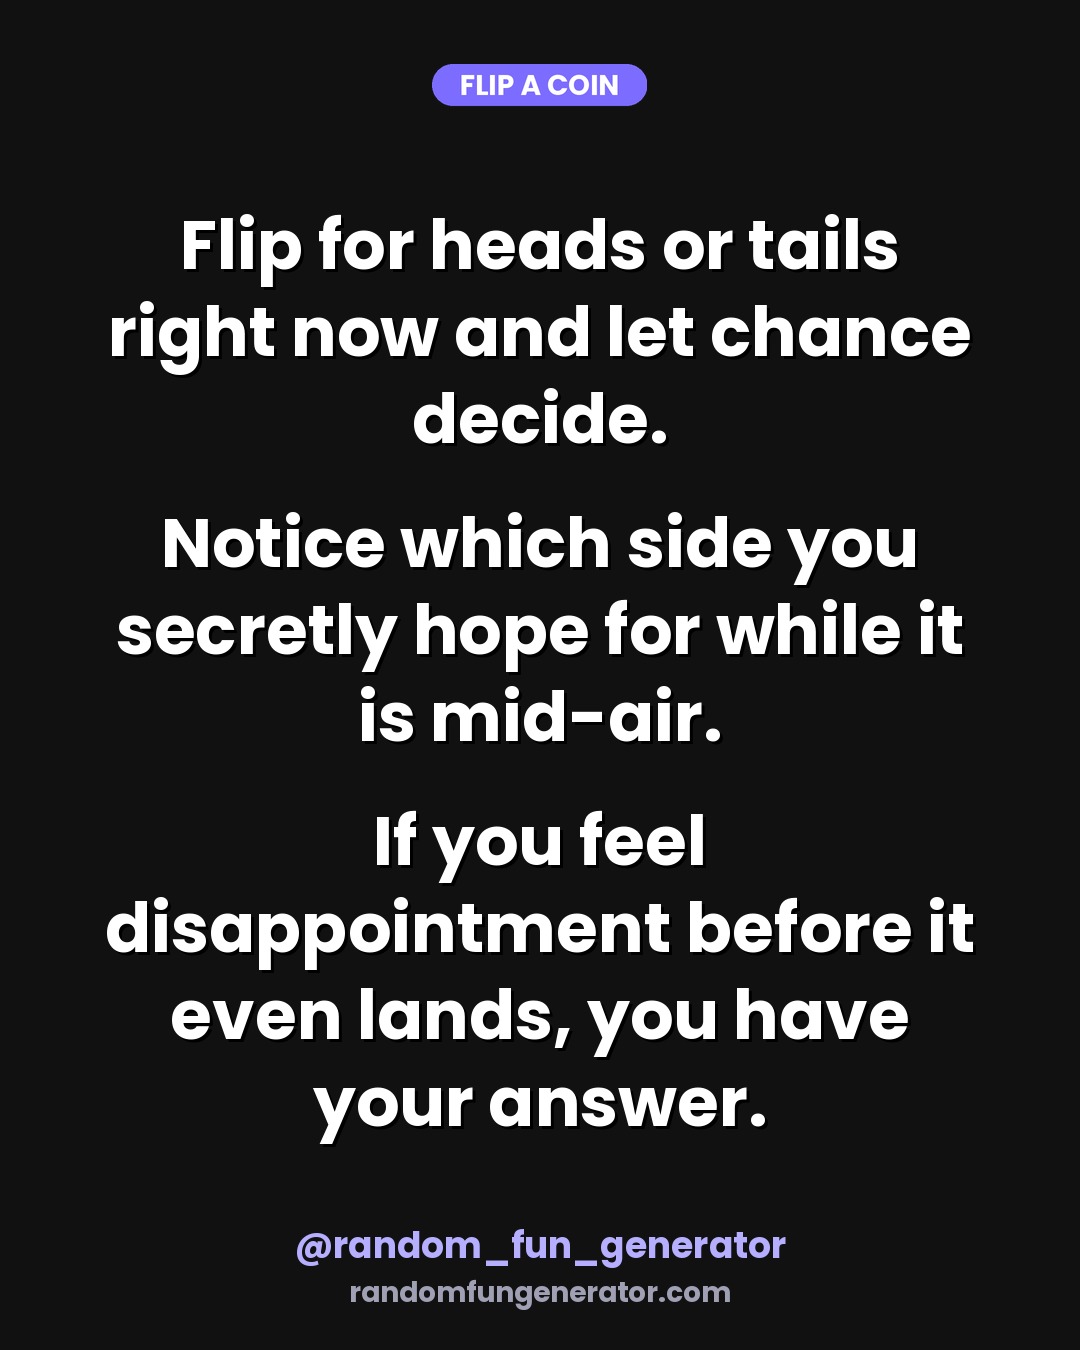 FLIP A COIN
Flip for heads or tails
right now and let chance
decide.
Notice which side you
secretly hope for while it
is mid-air.
If you feel
disappointment before it
even lands, you have
your answer.
@random_fun_generator
randomfungenerator.com